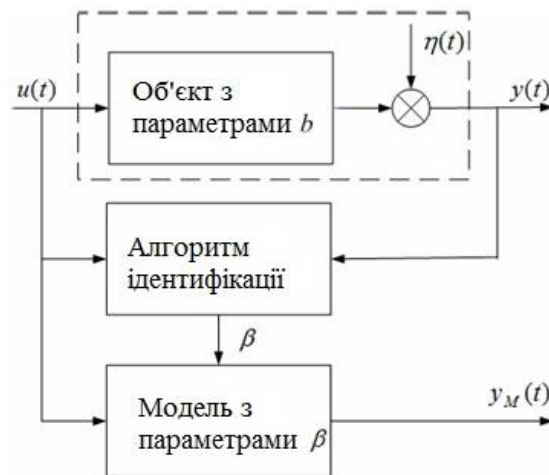 η(t)
u(t)
Об'єкт з
параметрами b
y(t)
Алгоритм
ідентифікації
β
Модель з
параметрами β
y_M(t)